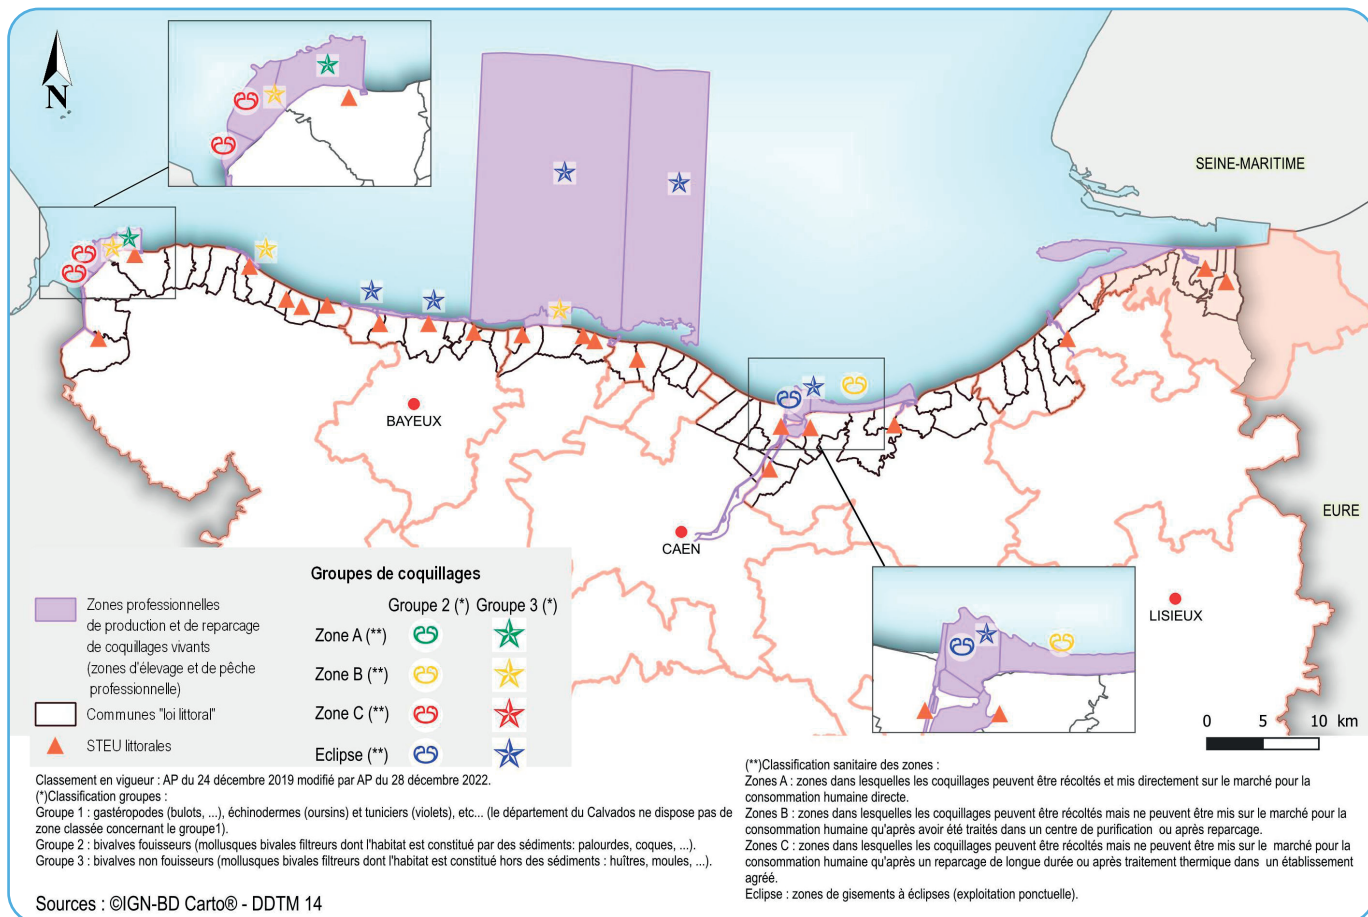 N
SEINE-MARITIME
BAYEUX
EURE
CAEN
LISIEUX
Groupes de coquillages
Groupe 2 (*) Groupe 3 (*)
Zones professionnelles
de production et de reparcage
de coquillages vivants
(zones d'élevage et de pêche
professionnelle)
Communes "loi littoral"
STEU littorales
Zone A (**)
Zone B (**)
Zone C (**)
Eclipse (**)
0 5 10 km
Classement en vigueur : AP du 24 décembre 2019 modifié par AP du 28 décembre 2022.
(*)Classification groupes :
Groupe 1 : gastéropodes (bulots, ...), échinodermes (oursins) et tuniciers (violets), etc... (le département du Calvados ne dispose pas de
zone classée concernant le groupe1).
Groupe 2 : bivalves fouisseurs (mollusques bivales filtreurs dont l'habitat est constitué par des sédiments: palourdes, coques, ...).
Groupe 3 : bivalves non fouisseurs (mollusques bivales filtreurs dont l'habitat est constitué hors des sédiments : huîtres, moules, ...).
(**)Classification sanitaire des zones :
Zones A : zones dans lesquelles les coquillages peuvent être récoltés et mis directement sur le marché pour la
consommation humaine directe.
Zones B : zones dans lesquelles les coquillages peuvent être récoltés mais ne peuvent être mis sur le marché pour la
consommation humaine qu'après avoir été traités dans un centre de purification ou après reparcage.
Zones C : zones dans lesquelles les coquillages peuvent être récoltés mais ne peuvent être mis sur le marché pour la
consommation humaine qu'après un reparcage de longue durée ou après traitement thermique dans un établissement
agréé.
Eclipse : zones de gisements à éclipses (exploitation ponctuelle).
Sources : ©IGN-BD Carto® - DDTM 14